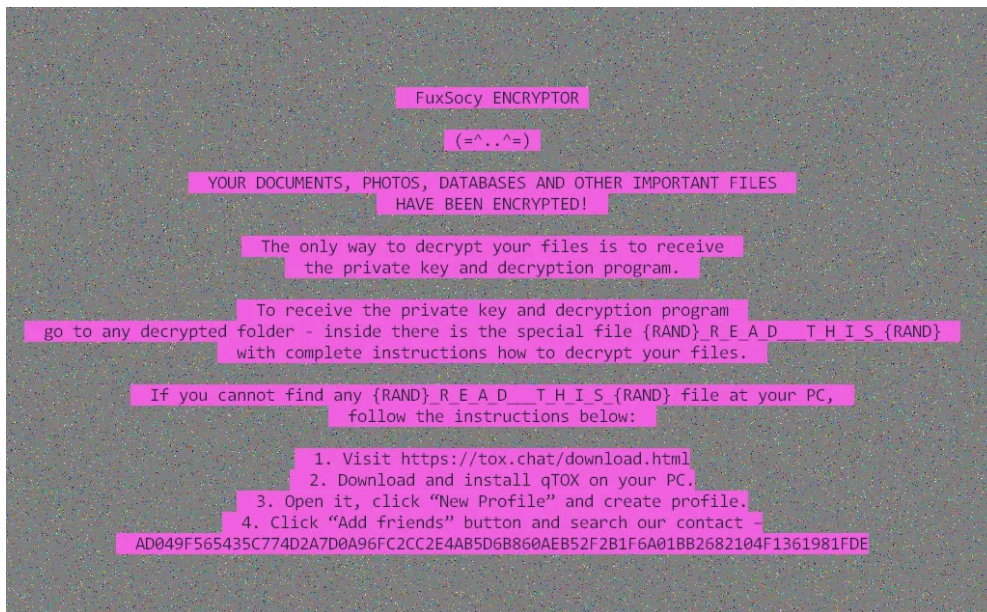 FuxSocy ENCRYPTOR
(=^..^=)
YOUR DOCUMENTS, PHOTOS, DATABASES AND OTHER IMPORTANT FILES
HAVE BEEN ENCRYPTED!
The only way to decrypt your files is to receive
the private key and decryption program.
To receive the private key and decryption program
go to any decrypted folder - inside there is the special file {RAND}_R_E_A_D___T_H_I_S_{RAND}
with complete instructions how to decrypt your files.
If you cannot find any {RAND}_R_E_A_D___T_H_I_S_{RAND} file at your PC,
follow the instructions below:
1. Visit https://tox.chat/download.html
2. Download and install qTOX on your PC.
3. Open it, click “New Profile” and create profile.
4. Click “Add friends” button and search our contact –
AD049F565435C774D2A7D0A96FC2CC2E4AB5D6B860AEB52F2B1F6A01BB2682104F1361981FDE